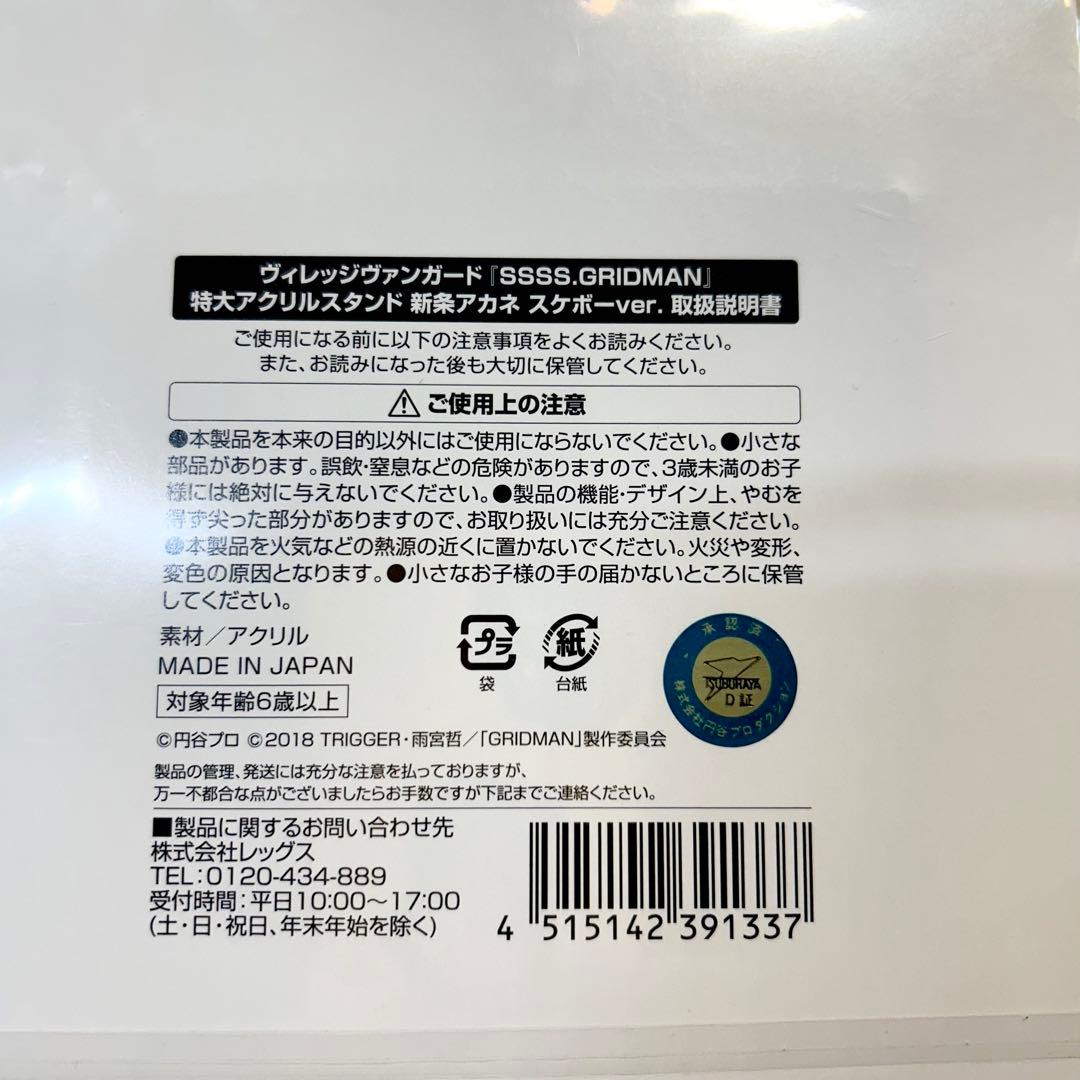 ヴィレッジヴァンガード『SSSS.GRIDMAN』
特大アクリルスタンド 新条アカネ スケボーver. 取扱説明書
ご使用になる前に以下の注意事項をよくお読みください。
また、お読みになった後も大切に保管してください。
ご使用上の注意
●本製品を本来の目的以外にはご使用にならないでください。●小さな
部品があります。誤飲・窒息などの危険がありますので、3歳未満のお子
様には絶対に与えないでください。●製品の機能・デザイン上、やむを
得ず尖った部分がありますので、お取り扱いには充分ご注意ください。
●本製品を火気などの熱源の近くに置かないでください。火災や変形、
変色の原因となります。●小さなお子様の手の届かないところに保管
してください。
素材／アクリル
MADE IN JAPAN
対象年齢6歳以上
プラ
袋
紙
台紙
承認済
TSUBURAYA
D 証
株式会社円谷プロダクション
©円谷プロ ©2018 TRIGGER・雨宮哲／「GRIDMAN」製作委員会
製品の管理、発送には充分な注意を払っておりますが、
万一不都合な点がございましたらお手数ですが下記までご連絡ください。
■製品に関するお問い合わせ先
株式会社レッグス
TEL:0120-434-889
受付時間:平日10:00～17:00
(土・日・祝日、年末年始を除く)
4 515142 391337